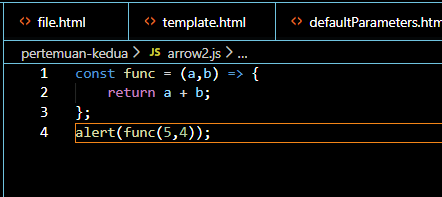 file.html template.html defaultParameters.htm
pertemuan-kedua > JS arrow2.js > ...
1 const func = (a,b) => {
2 return a + b;
3 };
4 alert(func(5,4));